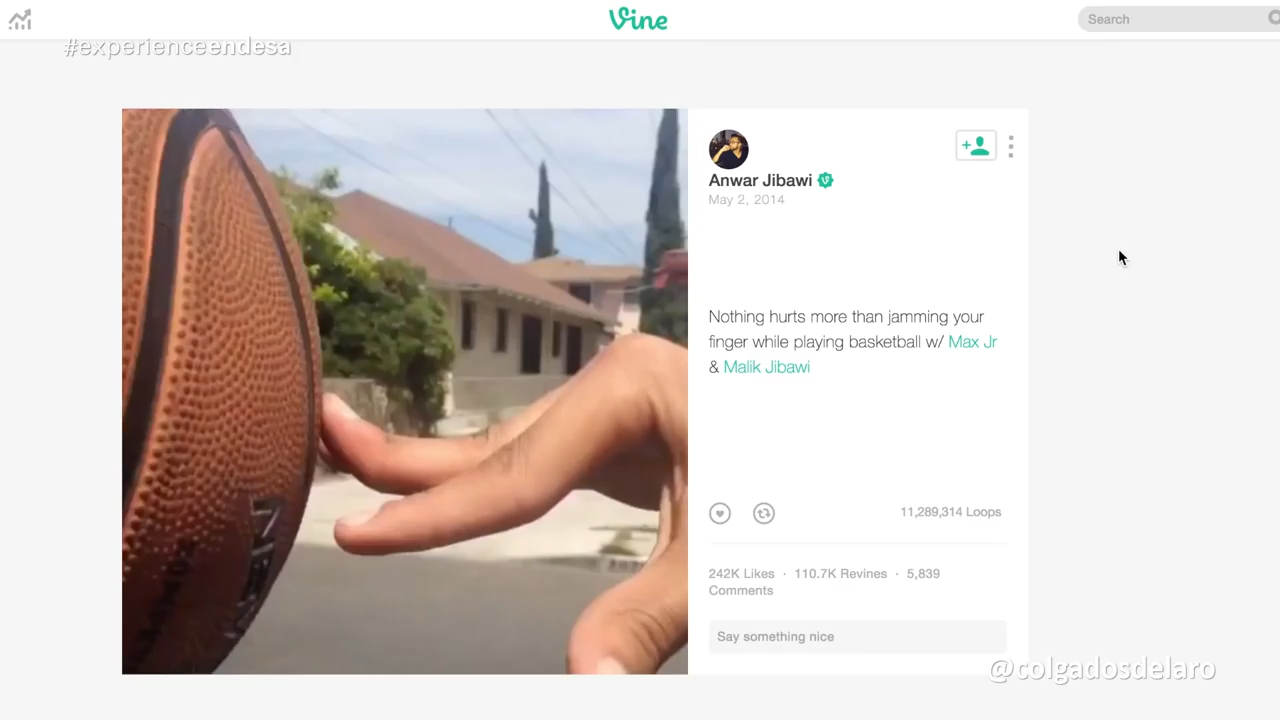 Vine
Search
#experienceendesa
Anwar Jibawi
May 2, 2014
Nothing hurts more than jamming your
finger while playing basketball w/ Max Jr
& Malik Jibawi
11,289,314 Loops
242K Likes · 110.7K Revines · 5,839
Comments
Say something nice
@colgadosdelaro